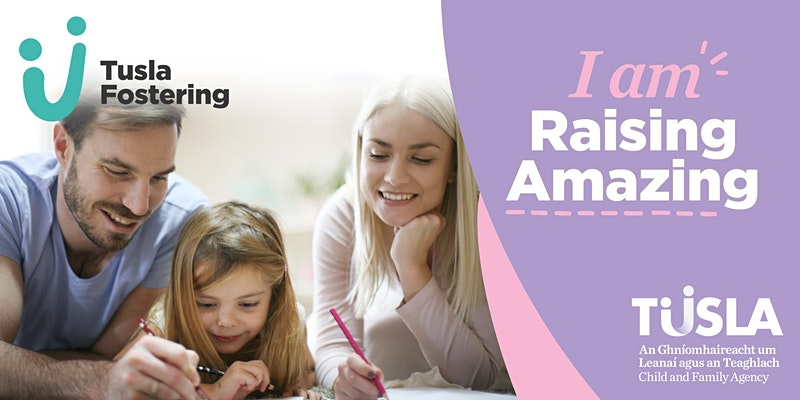 Tusla
Fostering
I am
Raising
Amazing
TUSLA
An Ghníomhaireacht um
Leanaí agus an Teaghlach
Child and Family Agency